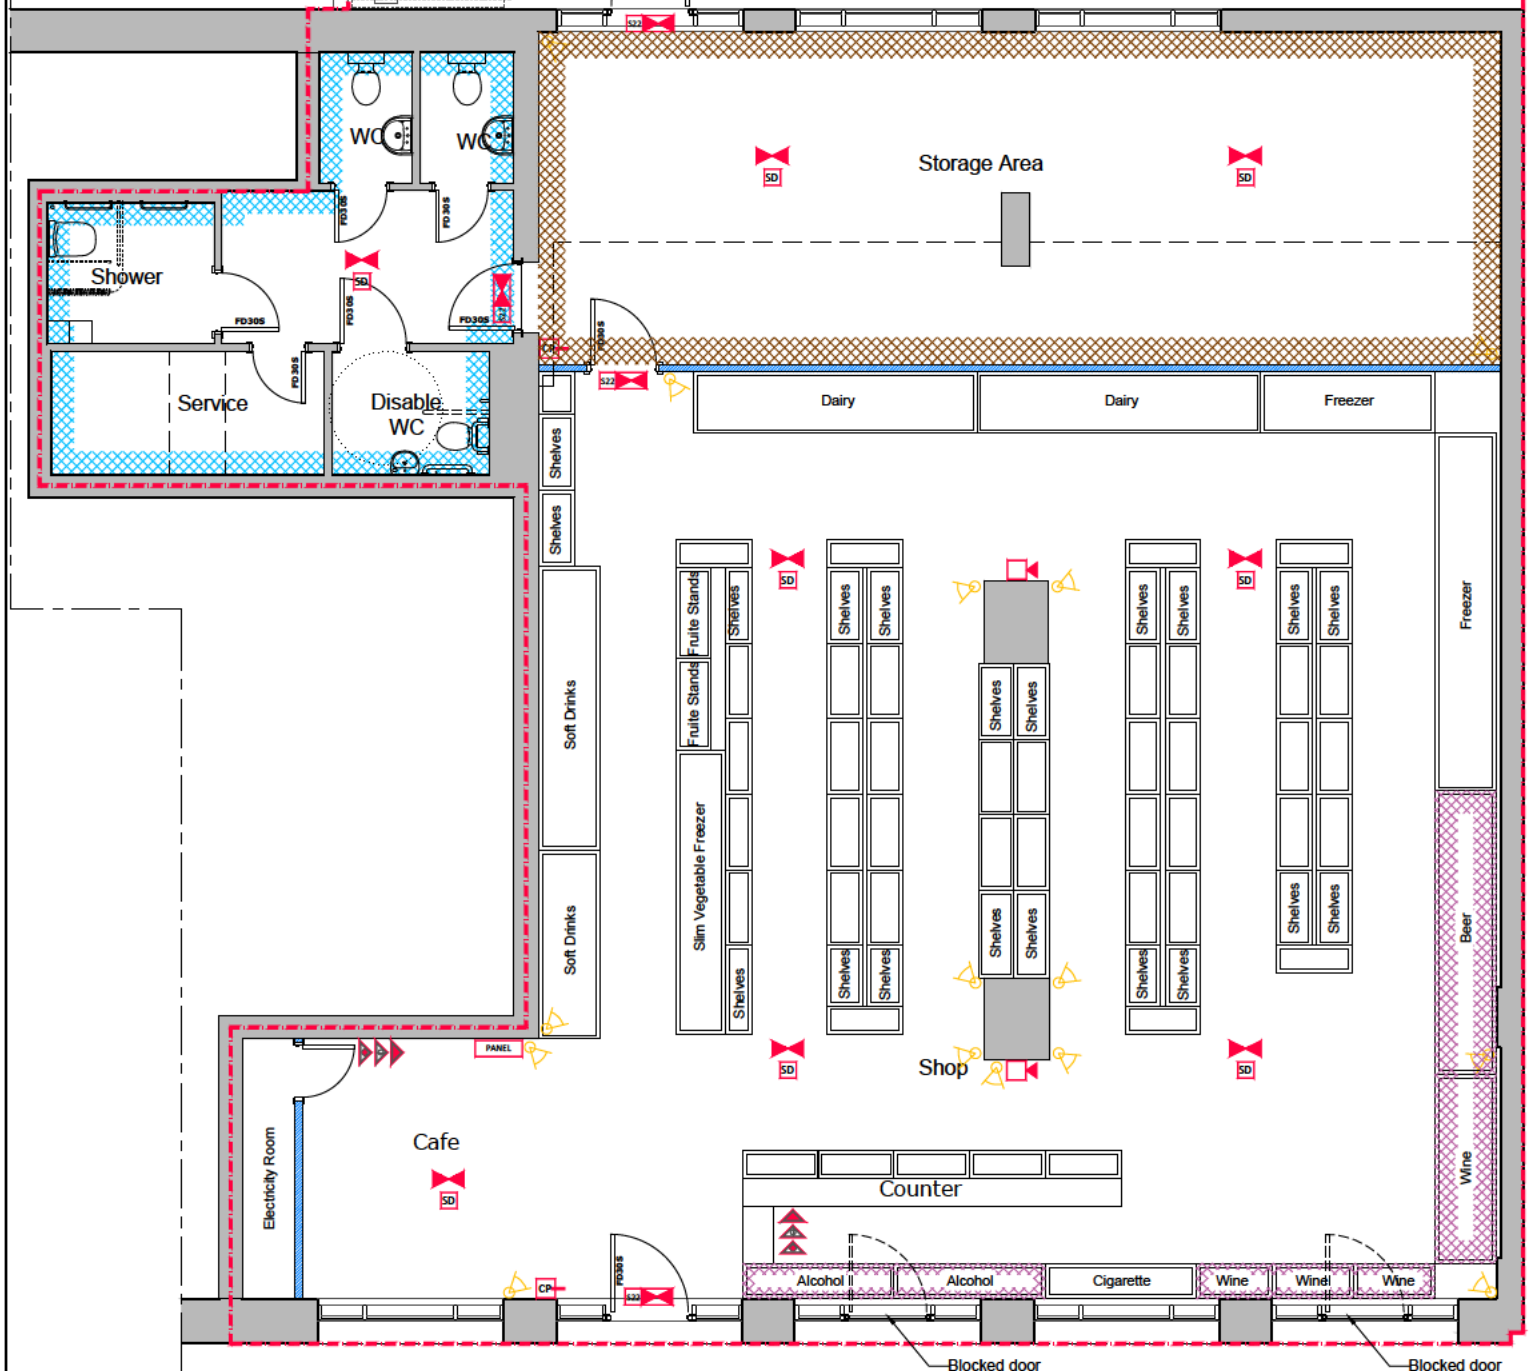 S22
WC
WC
Storage Area
SD
SD
FD30S
FD30S
Shower
SD
FD30S
FD30S
FD30S
S22
FD30S
FD30S
CP
S22
Service
Disable
WC
Dairy
Dairy
Freezer
Shelves
Shelves
SD
SD
Fruite Stands
Shelves
Shelves
Shelves
Shelves
Shelves
Shelves
Shelves
Freezer
Fruite Stands
Shelves
Shelves
Soft Drinks
Slim Vegetable Freezer
Soft Drinks
Shelves
Shelves
Shelves
Shelves
Beer
Shelves
Shelves
Shelves
Shelves
Shelves
PANEL
SD
Shop
SD
Cafe
Electricity Room
SD
Counter
Wine
FD30S
CP
S22
Alcohol
Alcohol
Cigarette
Wine
Wine
Wine
Blocked door
Blocked door